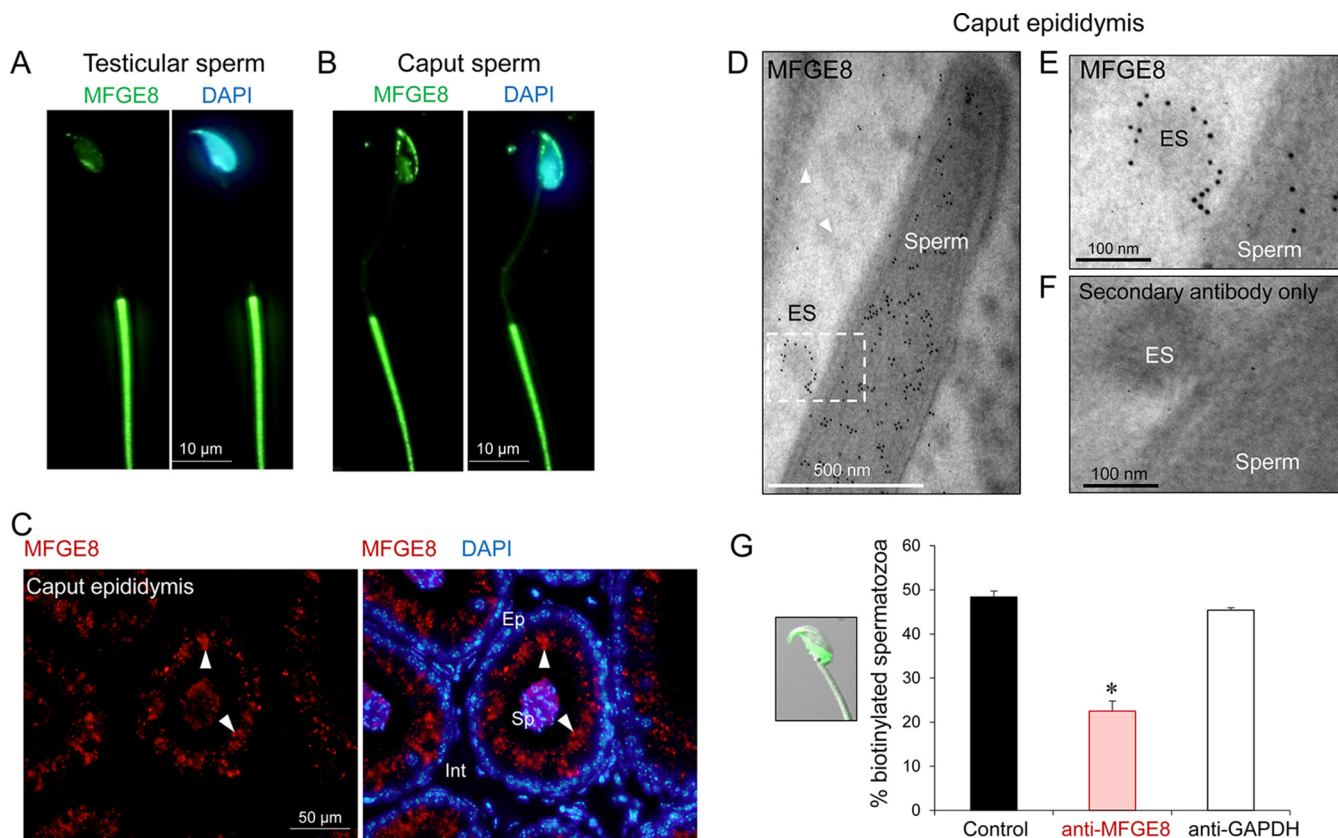 A
Testicular sperm
MFGE8 DAPI
10 µm
B
Caput sperm
MFGE8 DAPI
10 µm
C
MFGE8
MFGE8 DAPI
Caput epididymis
50 µm
Ep
Sp
Int
Caput epididymis
D
MFGE8
Sperm
ES
500 nm
E
MFGE8
ES
Sperm
100 nm
F
Secondary antibody only
ES
Sperm
100 nm
G
% biotinylated spermatozoa
60
50
40
30
20
10
0
*
Control anti-MFGE8 anti-GAPDH